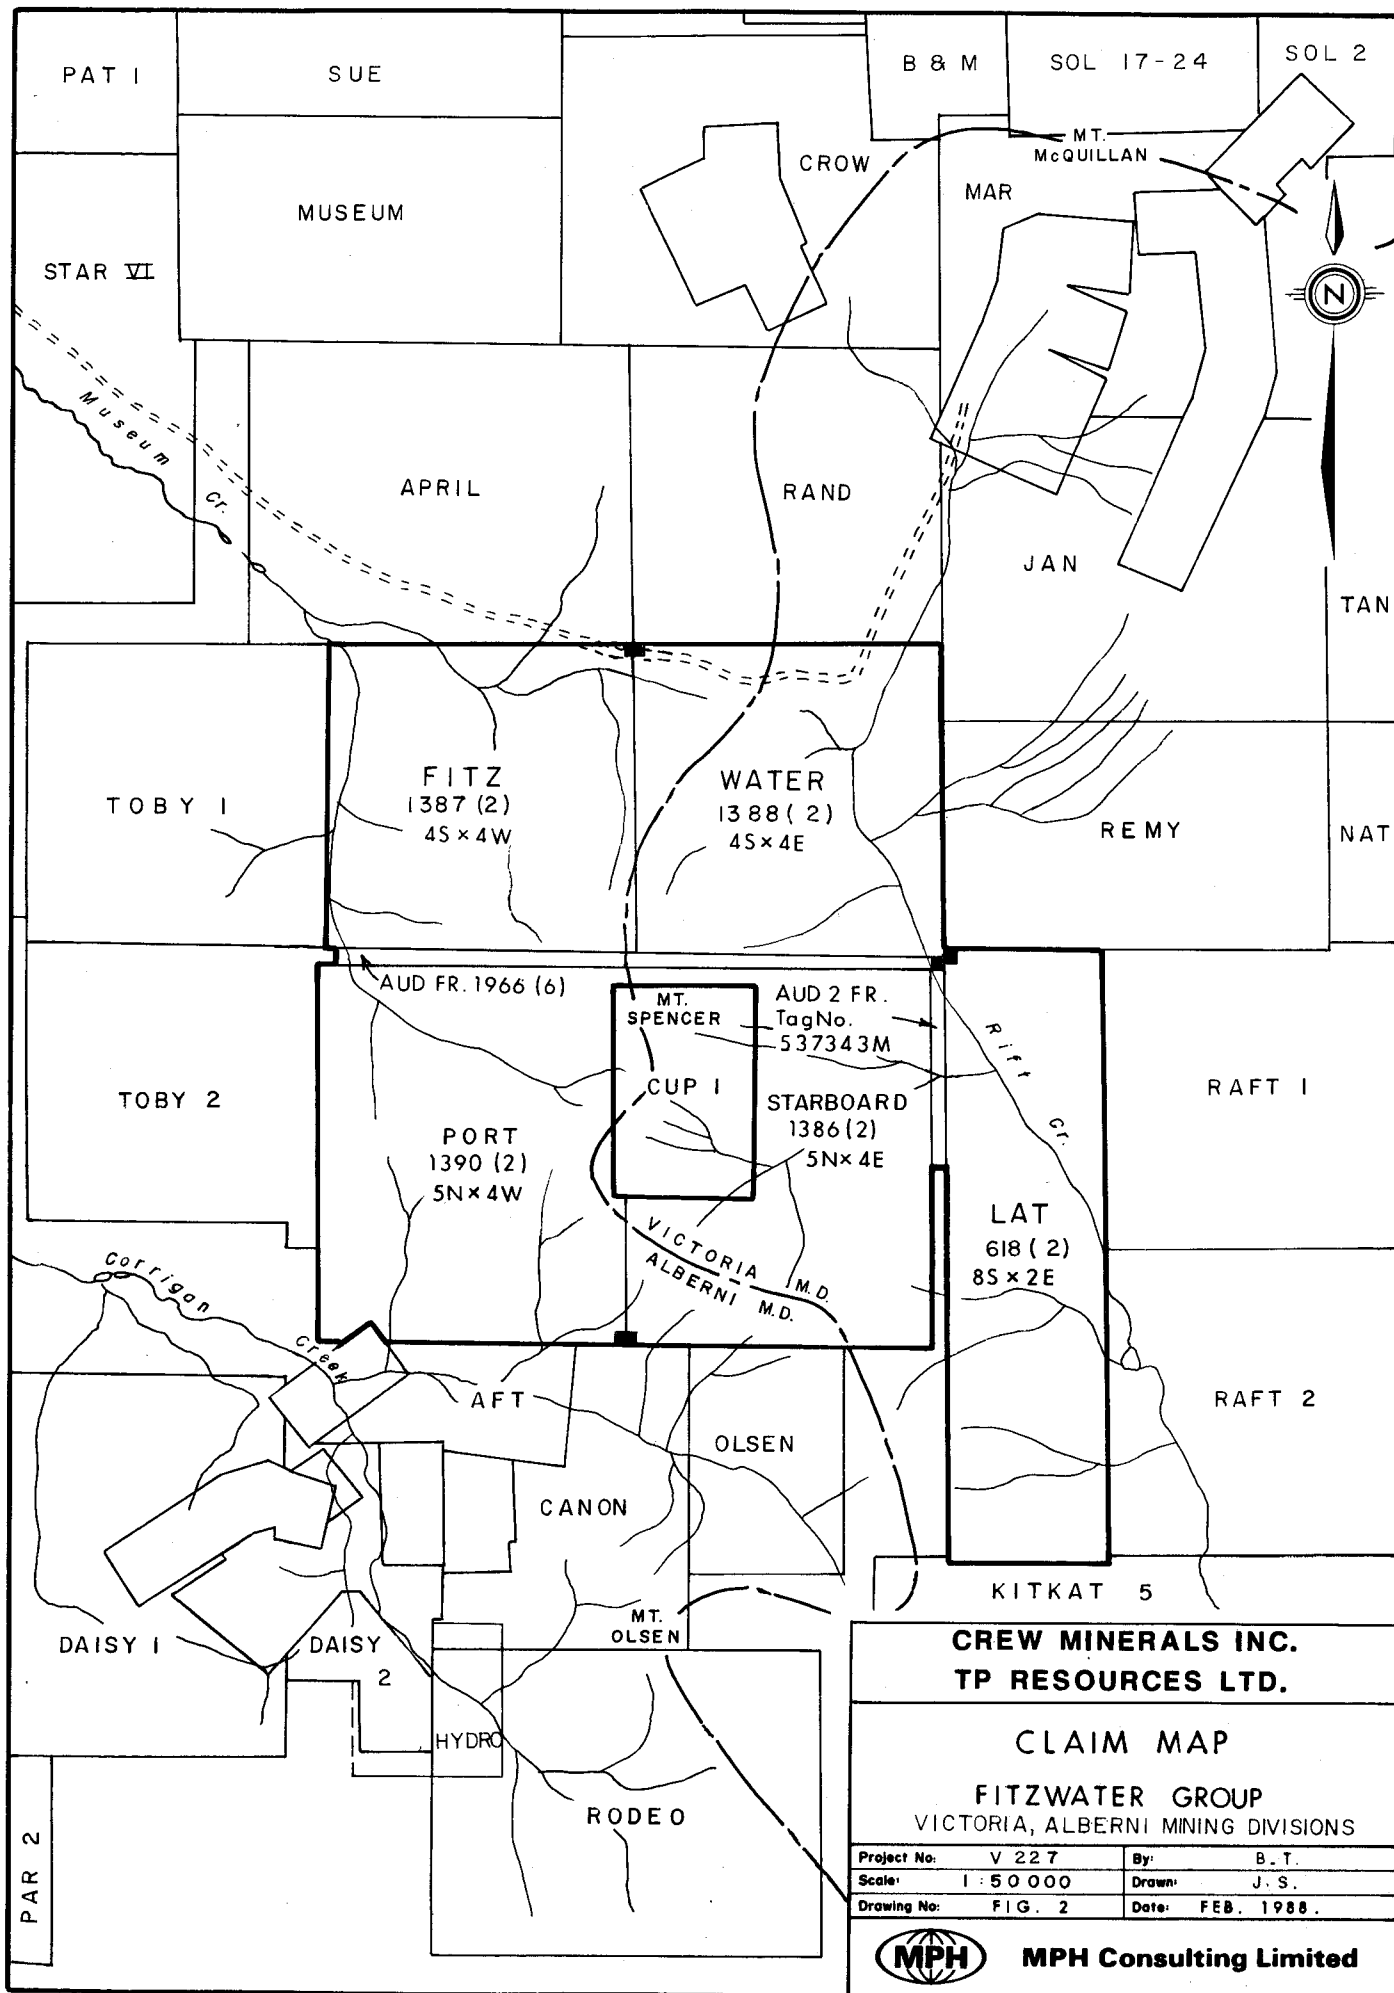 PAT 1
SUE
B & M
SOL 17-24
SOL 2
MT.
McQUILLAN
CROW
MAR
MUSEUM
STAR VI
N
Museum
Cr.
APRIL
RAND
JAN
TAN
FITZ
1387 (2)
4S × 4W
WATER
1388 (2)
4S × 4E
TOBY 1
REMY
NAT
AUD FR. 1966 (6)
MT.
SPENCER
AUD 2 FR.
Tag No.
537343M
Rift
Cr.
TOBY 2
CUP 1
RAFT 1
STARBOARD
1386 (2)
5N × 4E
PORT
1390 (2)
5N × 4W
LAT
618 (2)
8S × 2E
VICTORIA M.D.
ALBERNI M.D.
Corrigan
Creek
AFT
RAFT 2
OLSEN
CANON
KITKAT 5
MT.
OLSEN
DAISY 1
DAISY
2
HYDRO
RODEO
PAR 2
CREW MINERALS INC.
TP RESOURCES LTD.
CLAIM MAP
FITZWATER GROUP
VICTORIA, ALBERNI MINING DIVISIONS
Project No: V 227
By: B.T.
Scale: 1:50 000
Drawn: J.S.
Drawing No: FIG. 2
Date: FEB. 1988.
MPH
MPH Consulting Limited